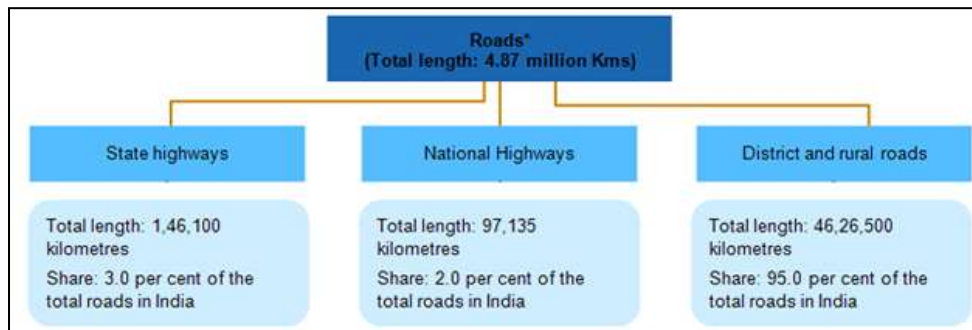 Roads*
(Total length: 4.87 million Kms)
State highways
Total length: 1,46,100
kilometres
Share: 3.0 per cent of the
total roads in India
National Highways
Total length: 97,135
kilometres
Share: 2.0 per cent of the
total roads in India
District and rural roads
Total length: 46,26,500
kilometres
Share: 95.0 per cent of the
total roads in India